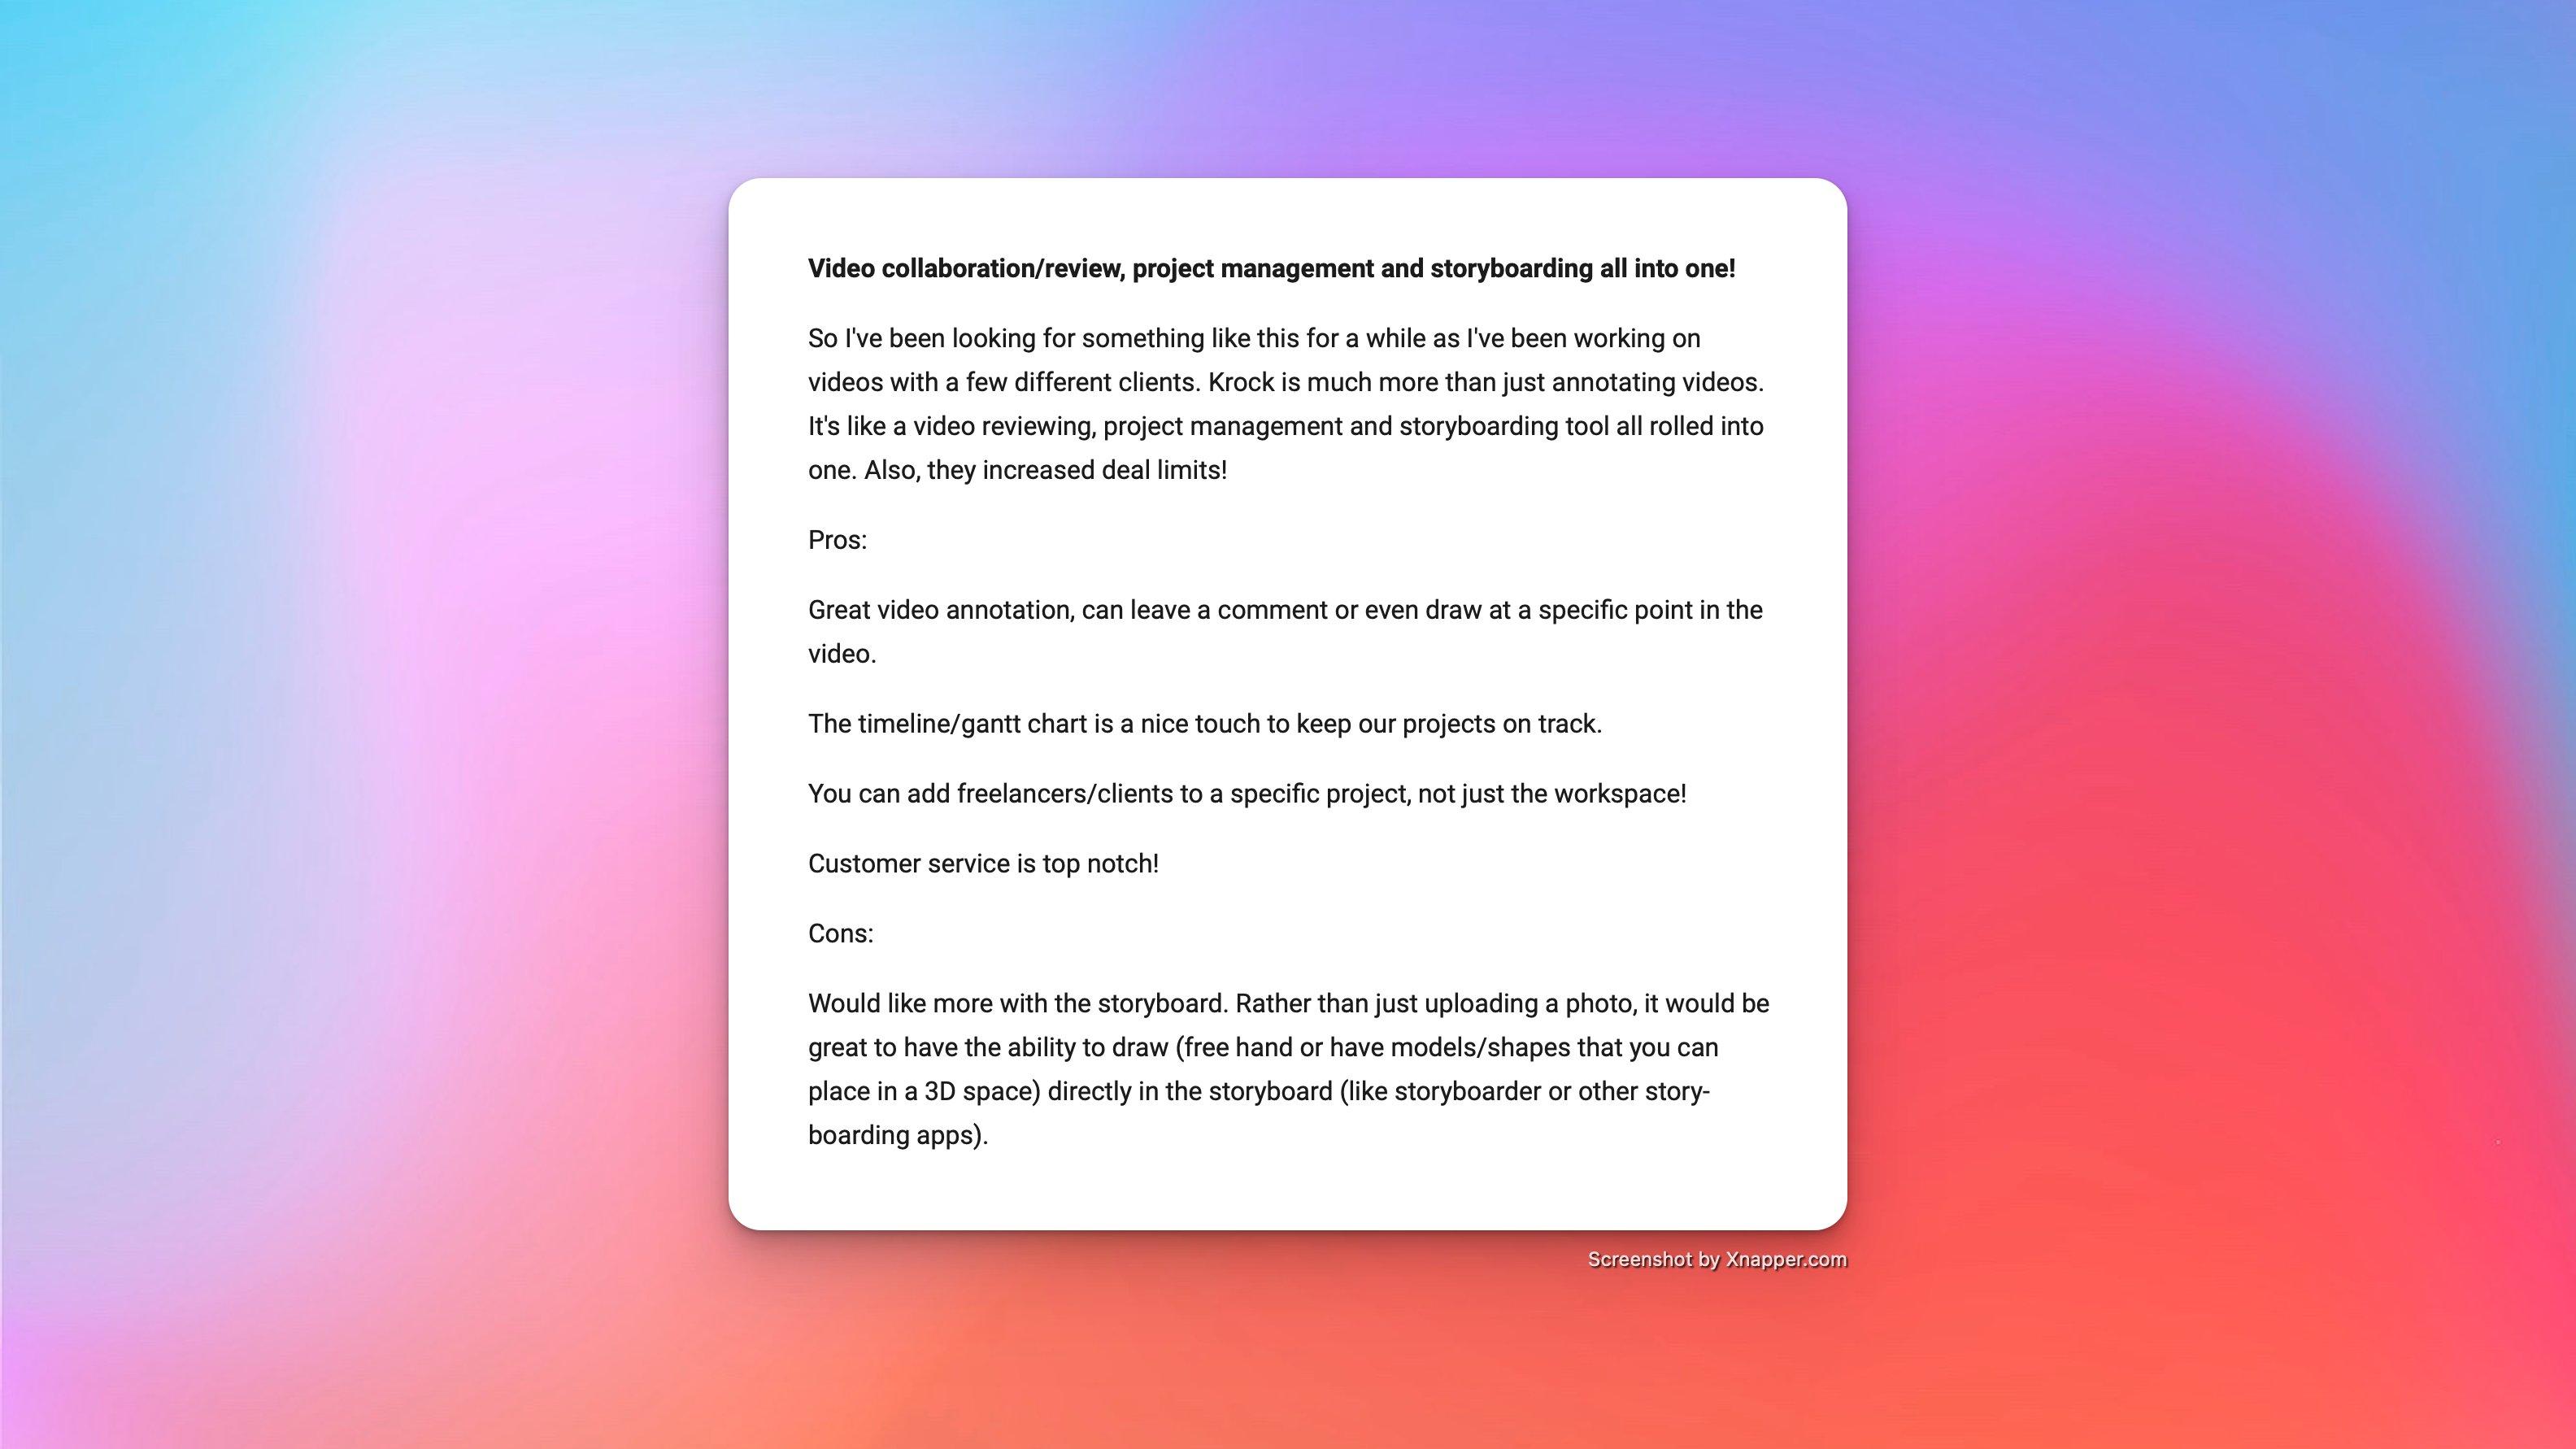 Video collaboration/review, project management and storyboarding all into one!
So I've been looking for something like this for a while as I've been working on
videos with a few different clients. Krock is much more than just annotating videos.
It's like a video reviewing, project management and storyboarding tool all rolled into
one. Also, they increased deal limits!
Pros:
Great video annotation, can leave a comment or even draw at a specific point in the
video.
The timeline/gantt chart is a nice touch to keep our projects on track.
You can add freelancers/clients to a specific project, not just the workspace!
Customer service is top notch!
Cons:
Would like more with the storyboard. Rather than just uploading a photo, it would be
great to have the ability to draw (free hand or have models/shapes that you can
place in a 3D space) directly in the storyboard (like storyboarder or other story-
boarding apps).
Screenshot by Xnapper.com